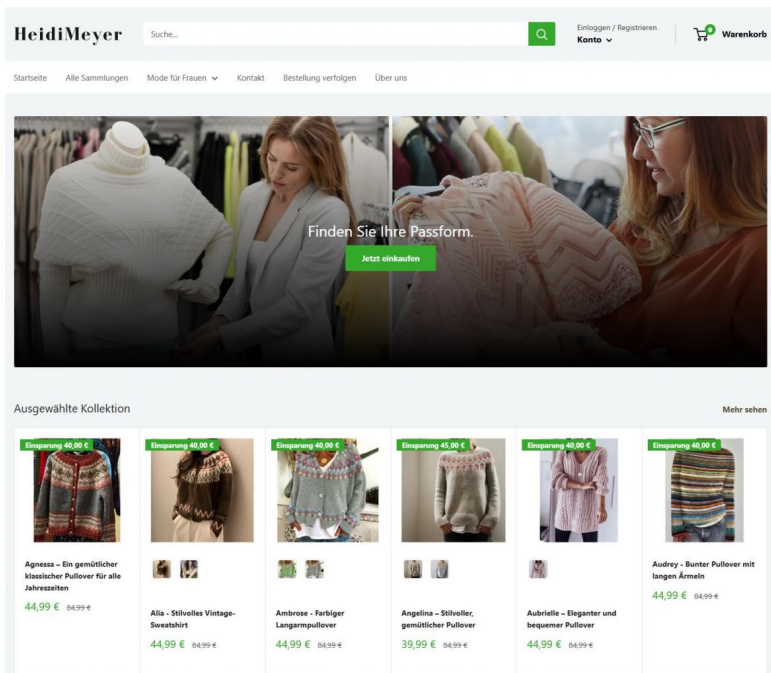 HeidiMeyer
Suche...
Einloggen / Registrieren
Konto
0
Warenkorb
Startseite Alle Sammlungen Mode für Frauen Kontakt Bestellung verfolgen Über uns
Finden Sie Ihre Passform.
Jetzt einkaufen
Ausgewählte Kollektion
Mehr sehen
Einsparung 40,00 €
Agnessa – Ein gemütlicher
klassischer Pullover für alle
Jahreszeiten
44,99 € 84,99 €
Einsparung 40,00 €
Alia - Stilvolles Vintage-
Sweatshirt
44,99 € 84,99 €
Einsparung 40,00 €
Ambrose - Farbiger
Langarmpullover
44,99 € 84,99 €
Einsparung 45,00 €
Angelina – Stilvoller,
gemütlicher Pullover
39,99 € 84,99 €
Einsparung 40,00 €
Aubrielle – Eleganter und
bequemer Pullover
44,99 € 84,99 €
Einsparung 40,00 €
Audrey - Bunter Pullover mit
langen Ärmeln
44,99 € 84,99 €